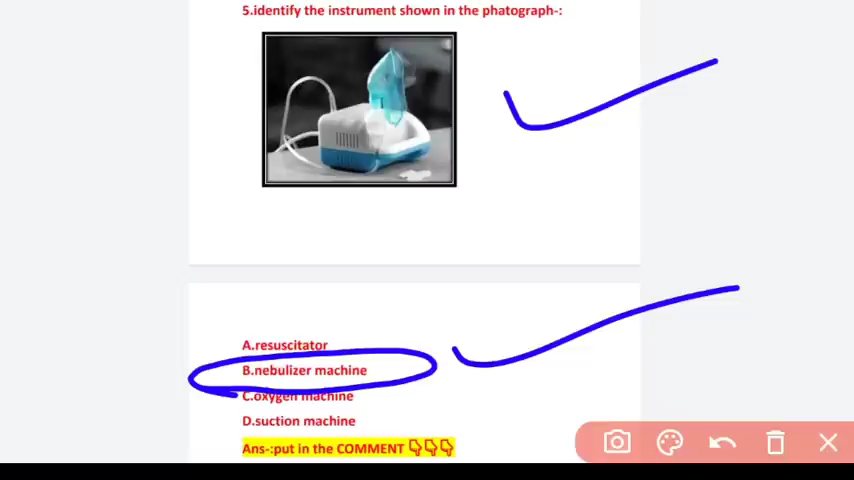 5.identify the instrument shown in the phatograph-:
A.resuscitator
B.nebulizer machine
C.oxygen machine
D.suction machine
Ans-:put in the COMMENT 👇👇👇